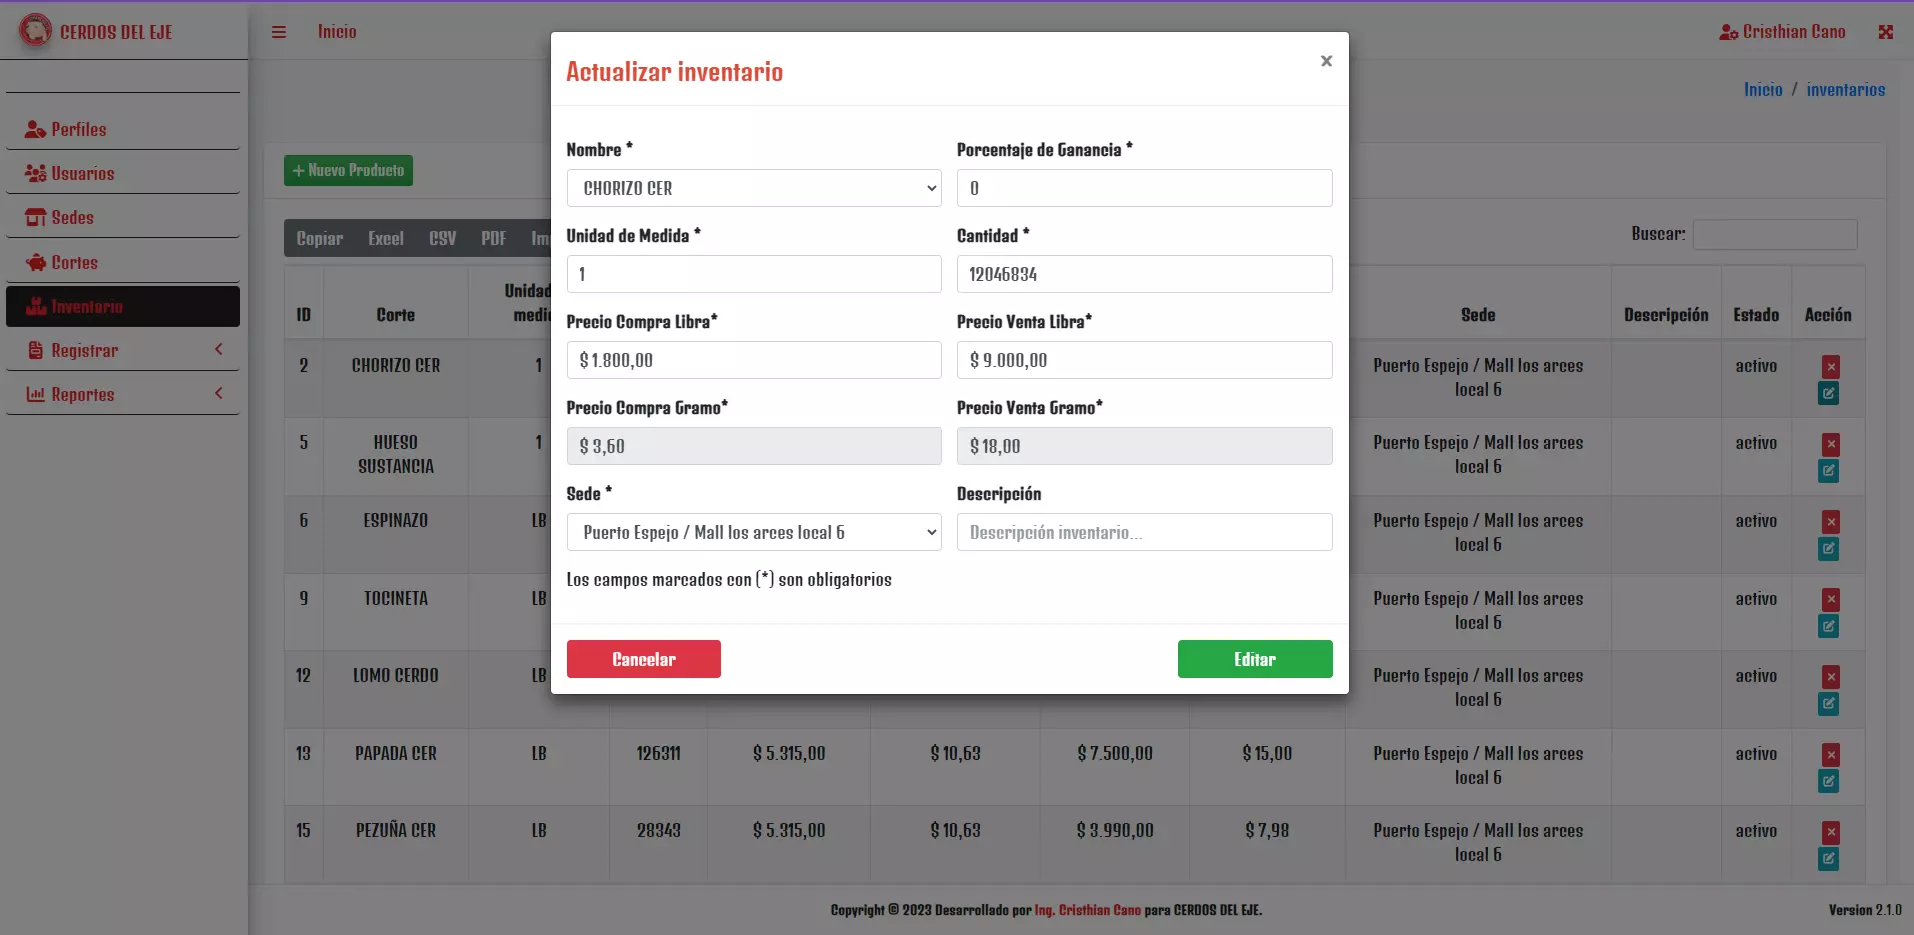 CERDOS DEL EJE
Inicio
Cristhian Cano
Inicio / inventarios
Perfiles
Usuarios
Sedes
Cortes
Inventario
Registrar
Reportes
+ Nuevo Producto
Copiar Excel CSV PDF
Buscar:
Actualizar inventario
×
Nombre * Porcentaje de Ganancia *
CHORIZO CER 0
Unidad de Medida * Cantidad *
1 12046834
Precio Compra Libra* Precio Venta Libra*
$ 1.800,00 $ 9.000,00
Precio Compra Gramo* Precio Venta Gramo*
$ 3,60 $ 18,00
Sede * Descripción
Puerto Espejo / Mall los arces local 6 Descripción inventario...
Los campos marcados con (*) son obligatorios
Cancelar Editar
ID Corte Unidad Sede Descripción Estado Acción
2 CHORIZO CER 1 Puerto Espejo / Mall los arces local 6 activo
5 HUESO SUSTANCIA 1 Puerto Espejo / Mall los arces local 6 activo
6 ESPINAZO LB Puerto Espejo / Mall los arces local 6 activo
9 TOCINETA LB Puerto Espejo / Mall los arces local 6 activo
12 LOMO CERDO LB Puerto Espejo / Mall los arces local 6 activo
13 PAPADA CER LB 126311 $ 5.315,00 $ 10,63 $ 7.500,00 $ 15,00 Puerto Espejo / Mall los arces local 6 activo
15 PEZUÑA CER LB 28343 $ 5.315,00 $ 10,63 $ 3.990,00 $ 7,98 Puerto Espejo / Mall los arces local 6 activo
Copyright © 2023 Desarrollado por Ing. Cristhian Cano para CERDOS DEL EJE.
Version 2.1.0